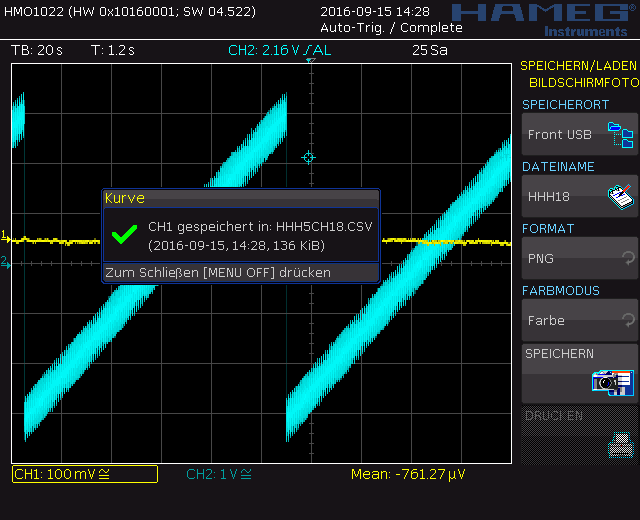 HMO1022 (HW 0x10160001; SW 04.522)
2016-09-15 14:28
HAMEG
Auto-Trig. / Complete
Instruments
TB: 20 s
T: 1.2 s
CH2: 2.16 V AL
25 Sa
SPEICHERN/LADEN
BILDSCHIRMFOTO
SPEICHERORT
Front USB
DATEINAME
HHH18
FORMAT
PNG
FARBMODUS
Farbe
SPEICHERN
DRUCKEN
Kurve
CH1 gespeichert in: HHH5CH18.CSV
(2016-09-15, 14:28, 136 KiB)
Zum Schließen [MENU OFF] drücken
1
2
CH1: 100 mV ≅
CH2: 1 V ≅
Mean: -761.27 µV